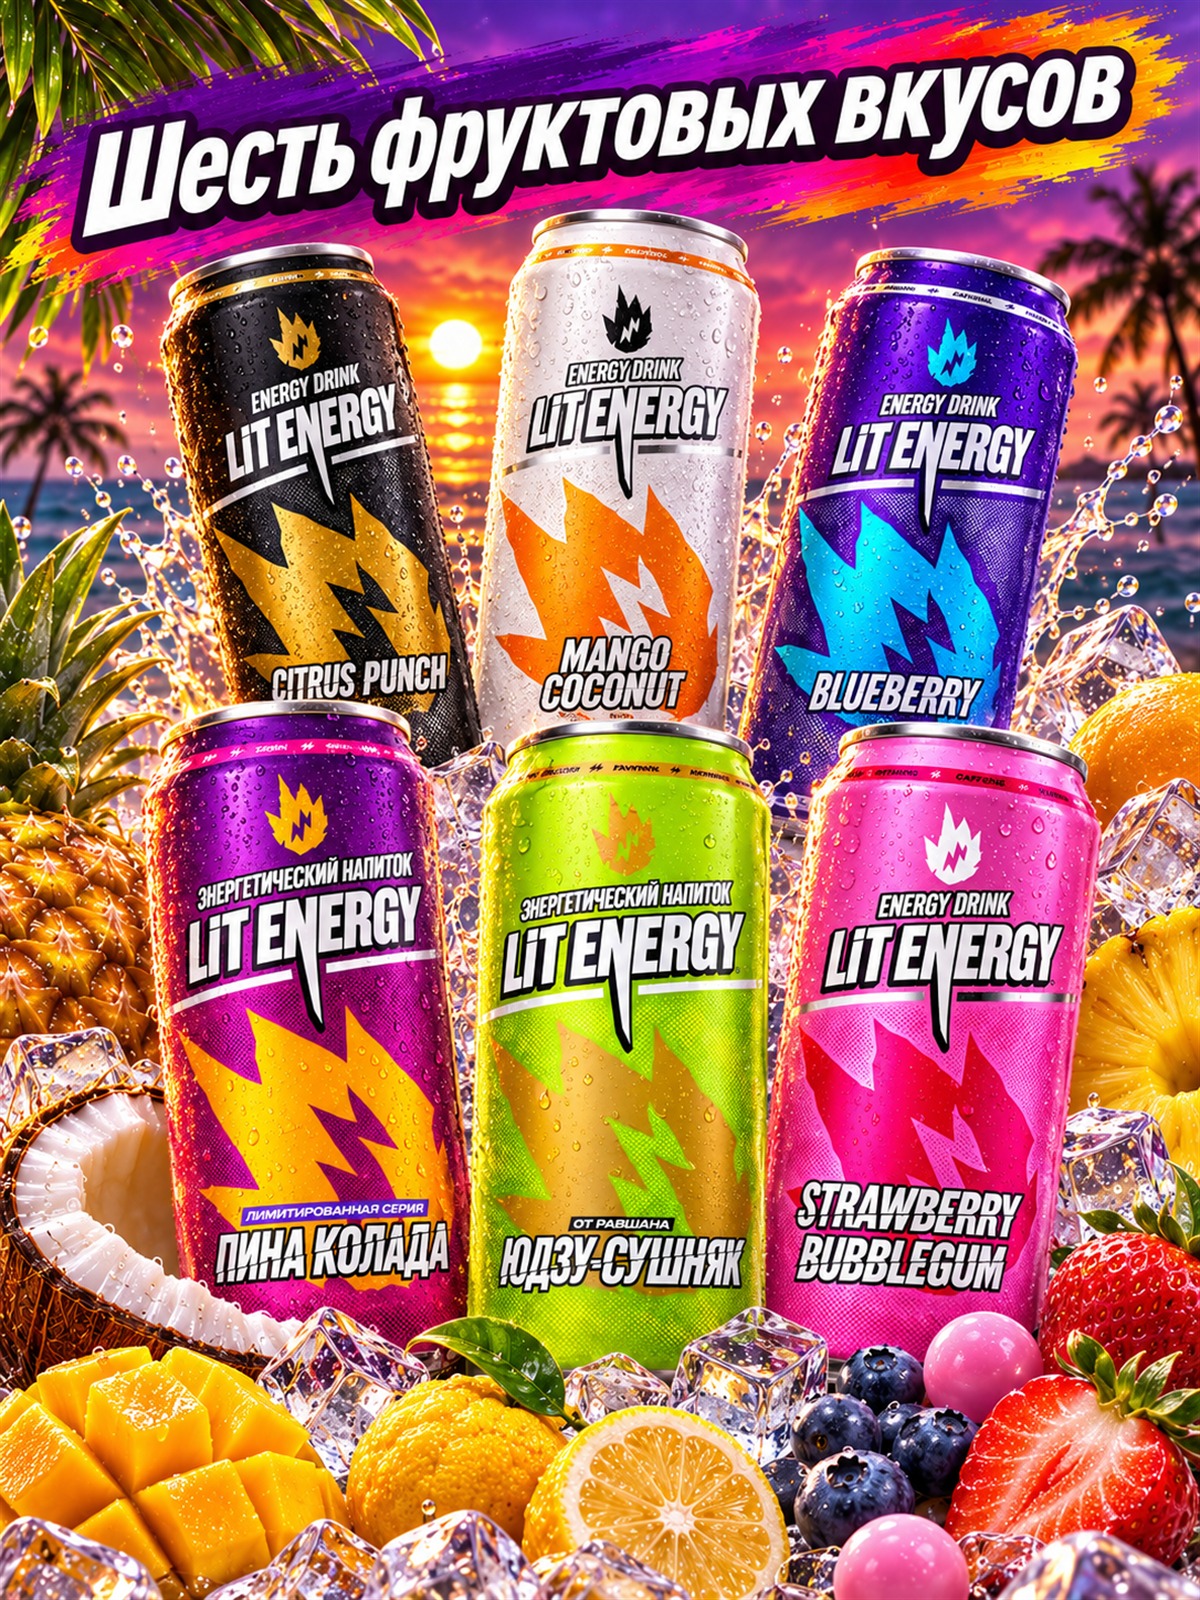 Шесть фруктовых вкусов
ENERGY DRINK
LIT ENERGY
CITRUS PUNCH
ENERGY DRINK
LIT ENERGY
MANGO
COCONUT
ENERGY DRINK
LIT ENERGY
BLUEBERRY
ЭНЕРГЕТИЧЕСКИЙ НАПИТОК
LIT ENERGY
ЛИМИТИРОВАННАЯ СЕРИЯ
ПИНА КОЛАДА
ЭНЕРГЕТИЧЕСКИЙ НАПИТОК
LIT ENERGY
ОТ РАВШАНА
ЮДЗУ-СУШНЯК
CAFFEINE
ENERGY DRINK
LIT ENERGY
STRAWBERRY
BUBBLEGUM